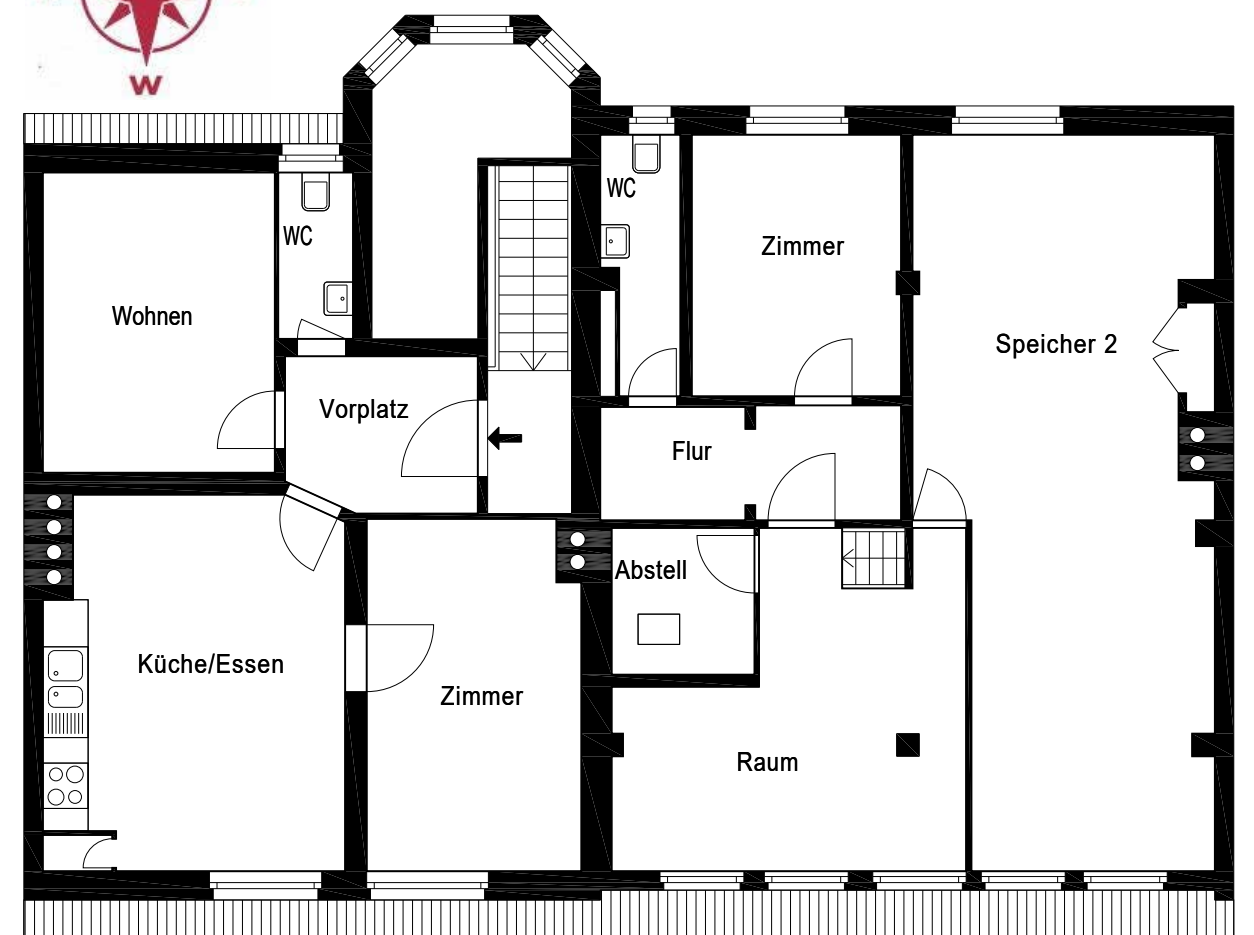 W
WC
WC
Zimmer
Wohnen
Speicher 2
Vorplatz
Flur
Abstell
Küche/Essen
Zimmer
Raum